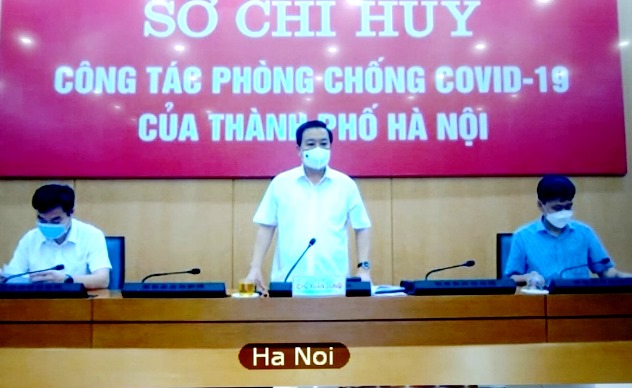 SỞ CHỈ HUY
CÔNG TÁC PHÒNG CHỐNG COVID-19
CỦA THÀNH PHỐ HÀ NỘI
Ha Noi